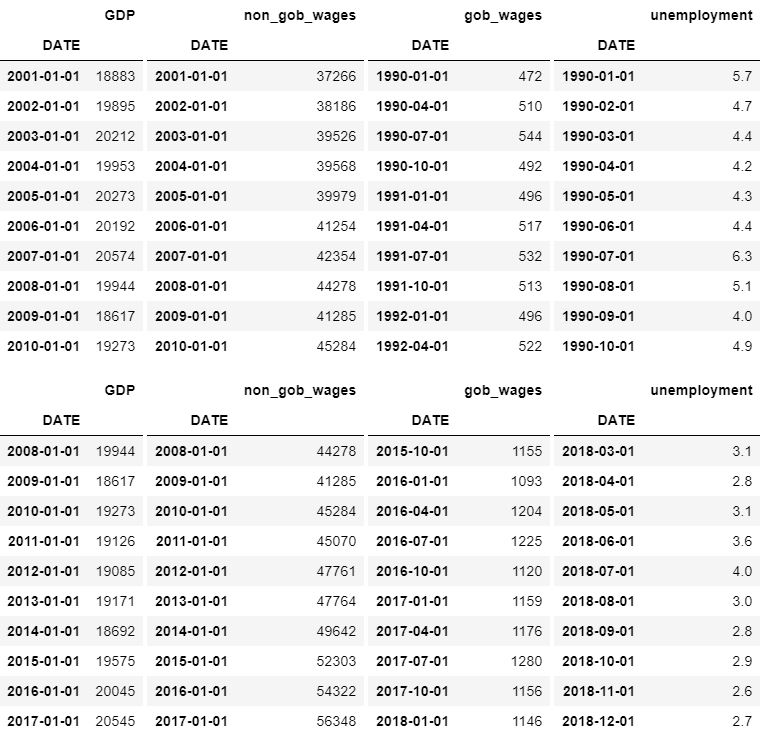 GDP non_gob_wages gob_wages unemployment
DATE DATE DATE DATE
2001-01-01 18883 2001-01-01 37266 1990-01-01 472 1990-01-01 5.7
2002-01-01 19895 2002-01-01 38186 1990-04-01 510 1990-02-01 4.7
2003-01-01 20212 2003-01-01 39526 1990-07-01 544 1990-03-01 4.4
2004-01-01 19953 2004-01-01 39568 1990-10-01 492 1990-04-01 4.2
2005-01-01 20273 2005-01-01 39979 1991-01-01 496 1990-05-01 4.3
2006-01-01 20192 2006-01-01 41254 1991-04-01 517 1990-06-01 4.4
2007-01-01 20574 2007-01-01 42354 1991-07-01 532 1990-07-01 6.3
2008-01-01 19944 2008-01-01 44278 1991-10-01 513 1990-08-01 5.1
2009-01-01 18617 2009-01-01 41285 1992-01-01 496 1990-09-01 4.0
2010-01-01 19273 2010-01-01 45284 1992-04-01 522 1990-10-01 4.9
GDP non_gob_wages gob_wages unemployment
DATE DATE DATE DATE
2008-01-01 19944 2008-01-01 44278 2015-10-01 1155 2018-03-01 3.1
2009-01-01 18617 2009-01-01 41285 2016-01-01 1093 2018-04-01 2.8
2010-01-01 19273 2010-01-01 45284 2016-04-01 1204 2018-05-01 3.1
2011-01-01 19126 2011-01-01 45070 2016-07-01 1225 2018-06-01 3.6
2012-01-01 19085 2012-01-01 47761 2016-10-01 1120 2018-07-01 4.0
2013-01-01 19171 2013-01-01 47764 2017-01-01 1159 2018-08-01 3.0
2014-01-01 18692 2014-01-01 49642 2017-04-01 1176 2018-09-01 2.8
2015-01-01 19575 2015-01-01 52303 2017-07-01 1280 2018-10-01 2.9
2016-01-01 20045 2016-01-01 54322 2017-10-01 1156 2018-11-01 2.6
2017-01-01 20545 2017-01-01 56348 2018-01-01 1146 2018-12-01 2.7